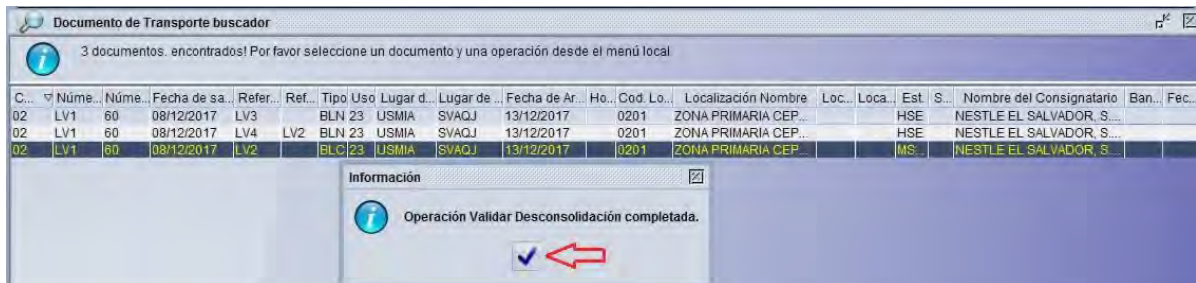 Documento de Transporte buscador
3 documentos. encontrados! Por favor seleccione un documento y una operación desde el menú local
C... Núme... Núme... Fecha de sa... Refer... Ref... Tipo Uso Lugar d... Lugar de ... Fecha de Ar... Ho... Cod. Lo... Localización Nombre Loc... Loca... Est. S... Nombre del Consignatario Ban... Fec...
02 LV1 60 08/12/2017 LV3 BLN 23 USMIA SVAQJ 13/12/2017 0201 ZONA PRIMARIA CEP... HSE NESTLE EL SALVADOR, S....
02 LV1 60 08/12/2017 LV4 LV2 BLN 23 USMIA SVAQJ 13/12/2017 0201 ZONA PRIMARIA CEP... HSE NESTLE EL SALVADOR, S....
02 LV1 60 08/12/2017 LV2 BLC 23 USMIA SVAQJ 13/12/2017 0201 ZONA PRIMARIA CEP... MS... NESTLE EL SALVADOR, S....
Información
Operación Validar Desconsolidación completada.